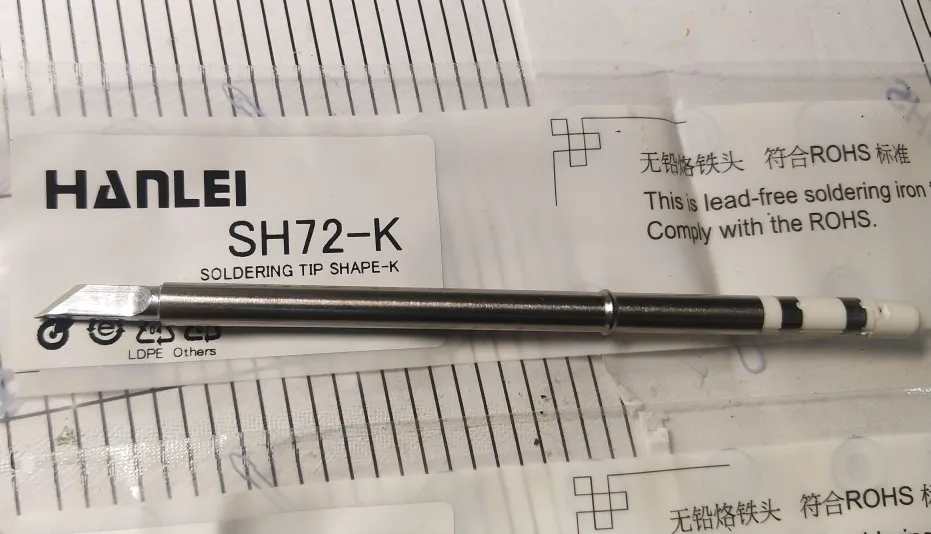 HANLEI
SH72-K
SOLDERING TIP SHAPE-K
LDPE Others
无铅烙铁头 符合ROHS 标准
This is lead-free soldering iron
Comply with the ROHS.
无铅烙铁头 符合ROHS